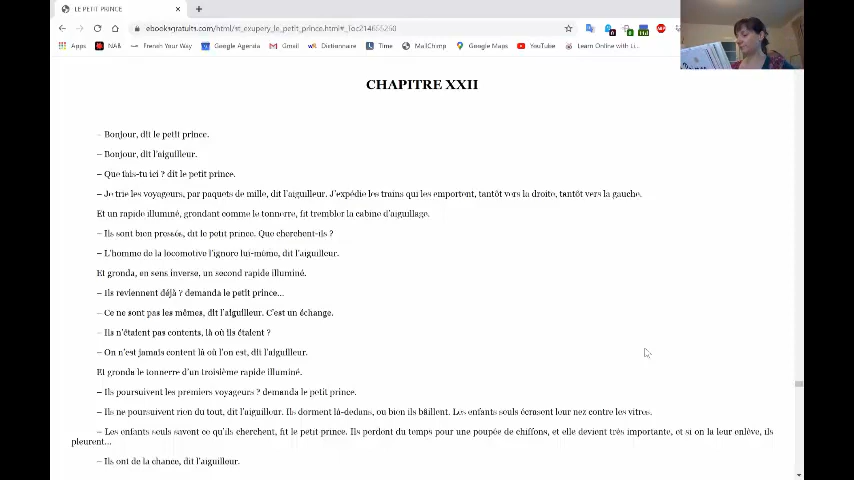 LE PETIT PRINCE
ebooksgratuits.com/html/st_exupery_le_petit_prince.html#_Toc214655260
Apps
NAB
French Your Way
Google Agenda
Gmail
Dictionnaire
Time
MailChimp
Google Maps
YouTube
Learn Online with Li...
CHAPITRE XXII
– Bonjour, dit le petit prince.
– Bonjour, dit l'aiguilleur.
– Que fais-tu ici ? dit le petit prince.
– Je trie les voyageurs, par paquets de mille, dit l'aiguilleur. J'expédie les trains qui les emportent, tantôt vers la droite, tantôt vers la gauche.
Et un rapide illuminé, grondant comme le tonnerre, fit trembler la cabine d'aiguillage.
– Ils sont bien pressés, dit le petit prince. Que cherchent-ils ?
– L'homme de la locomotive l'ignore lui-même, dit l'aiguilleur.
Et gronda, en sens inverse, un second rapide illuminé.
– Ils reviennent déjà ? demanda le petit prince...
– Ce ne sont pas les mêmes, dit l'aiguilleur. C'est un échange.
– Ils n'étaient pas contents, là où ils étaient ?
– On n'est jamais content là où l'on est, dit l'aiguilleur.
Et gronda le tonnerre d'un troisième rapide illuminé.
– Ils poursuivent les premiers voyageurs ? demanda le petit prince.
– Ils ne poursuivent rien du tout, dit l'aiguilleur. Ils dorment là-dedans, ou bien ils bâillent. Les enfants seuls écrasent leur nez contre les vitres.
– Les enfants seuls savent ce qu'ils cherchent, fit le petit prince. Ils perdent du temps pour une poupée de chiffons, et elle devient très importante, et si on la leur enlève, ils
pleurent...
– Ils ont de la chance, dit l'aiguilleur.